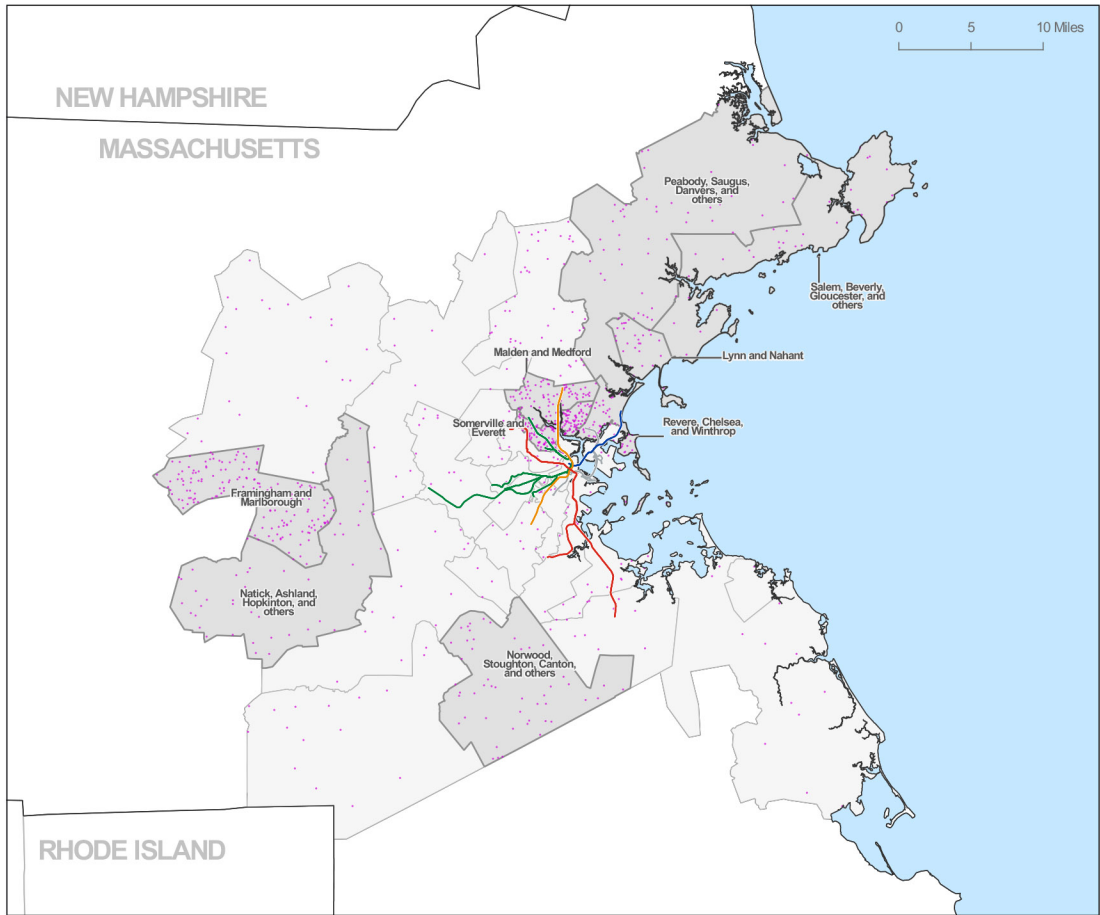 0 5 10 Miles
NEW HAMPSHIRE
MASSACHUSETTS
Peabody, Saugus,
Danvers, and
others
Salem, Beverly,
Gloucester, and
others
Malden and Medford
Lynn and Nahant
Somerville and
Everett
Revere, Chelsea,
and Winthrop
Framingham and
Marlborough
Natick, Ashland,
Hopkinton, and
others
Norwood,
Stoughton, Canton,
and others
RHODE ISLAND